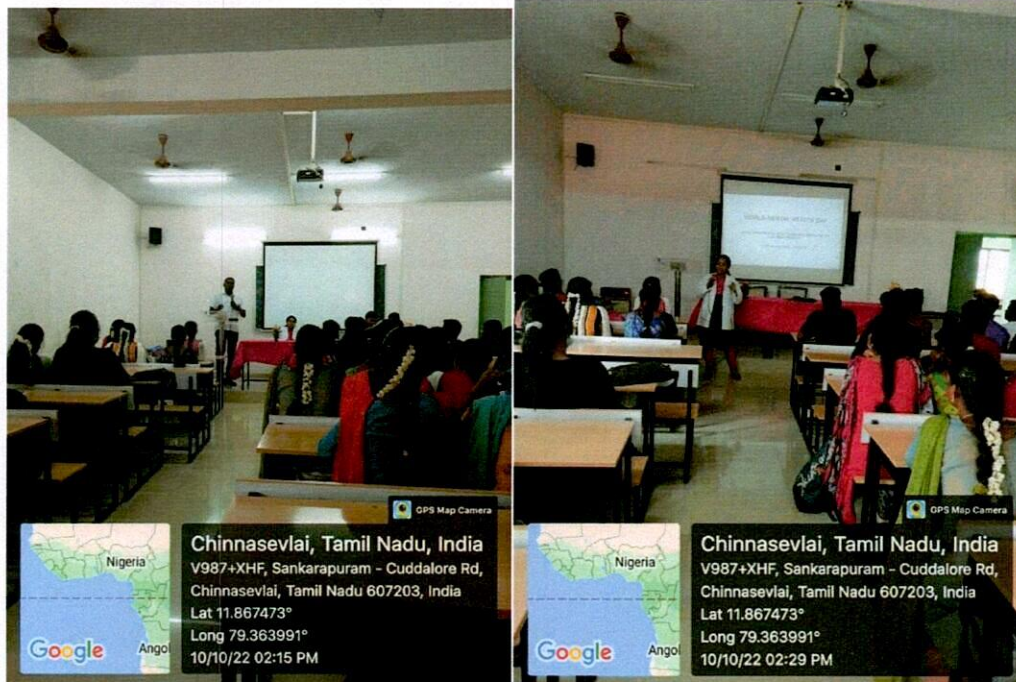 WORLD MENTAL HEALTH DAY
GPS Map Camera
Nigeria
Angol
Google
Chinnasevlai, Tamil Nadu, India
V987+XHF, Sankarapuram - Cuddalore Rd,
Chinnasevlai, Tamil Nadu 607203, India
Lat 11.867473°
Long 79.363991°
10/10/22 02:15 PM
GPS Map Camera
Nigeria
Angol
Google
Chinnasevlai, Tamil Nadu, India
V987+XHF, Sankarapuram - Cuddalore Rd,
Chinnasevlai, Tamil Nadu 607203, India
Lat 11.867473°
Long 79.363991°
10/10/22 02:29 PM